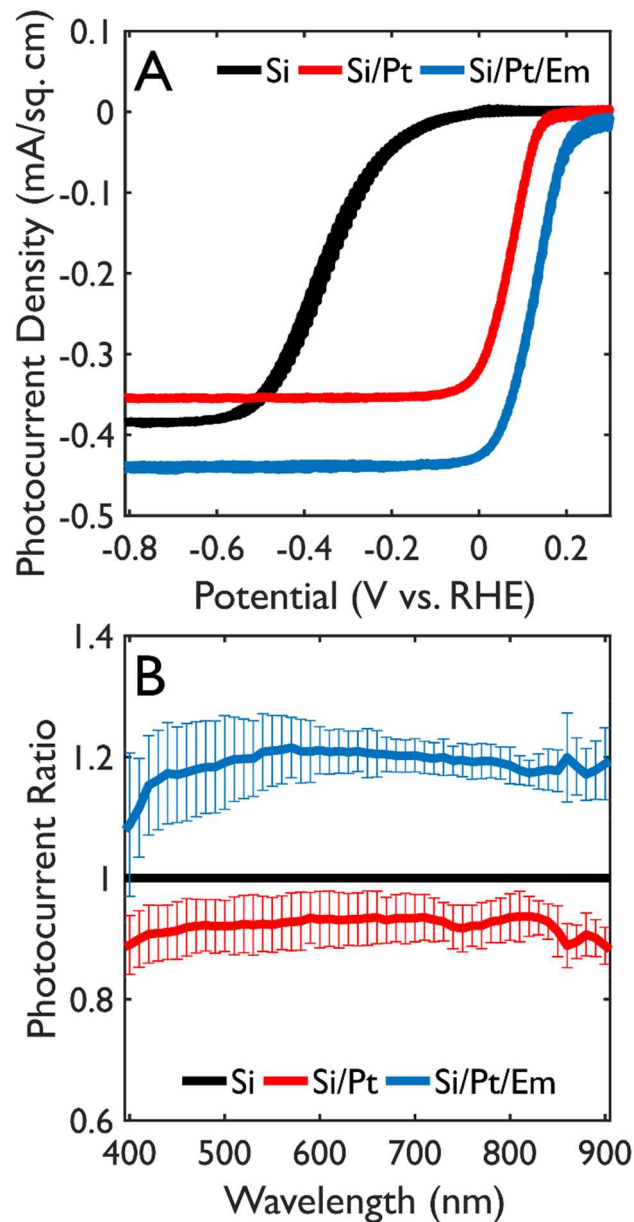 A
Si Si/Pt Si/Pt/Em
Photocurrent Density (mA/sq. cm)
0.1
0
-0.1
-0.2
-0.3
-0.4
-0.5
-0.8 -0.6 -0.4 -0.2 0 0.2
Potential (V vs. RHE)
B
Photocurrent Ratio
1.4
1.2
1
0.8
0.6
Si Si/Pt Si/Pt/Em
400 500 600 700 800 900
Wavelength (nm)